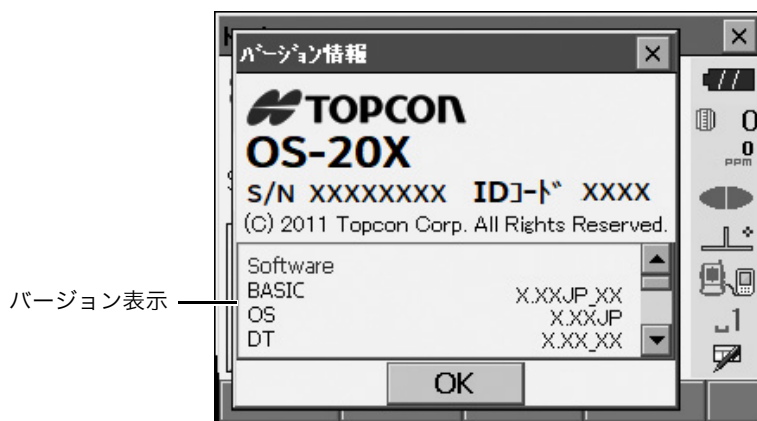 バージョン情報
TOPCON
OS-20X
S/N XXXXXXXX IDコード XXXX
(C) 2011 Topcon Corp. All Rights Reserved.
Software
BASIC X.XXJP_XX
OS X.XXJP
DT X.XX_XX
OK
バージョン表示
0
0
PPM
1